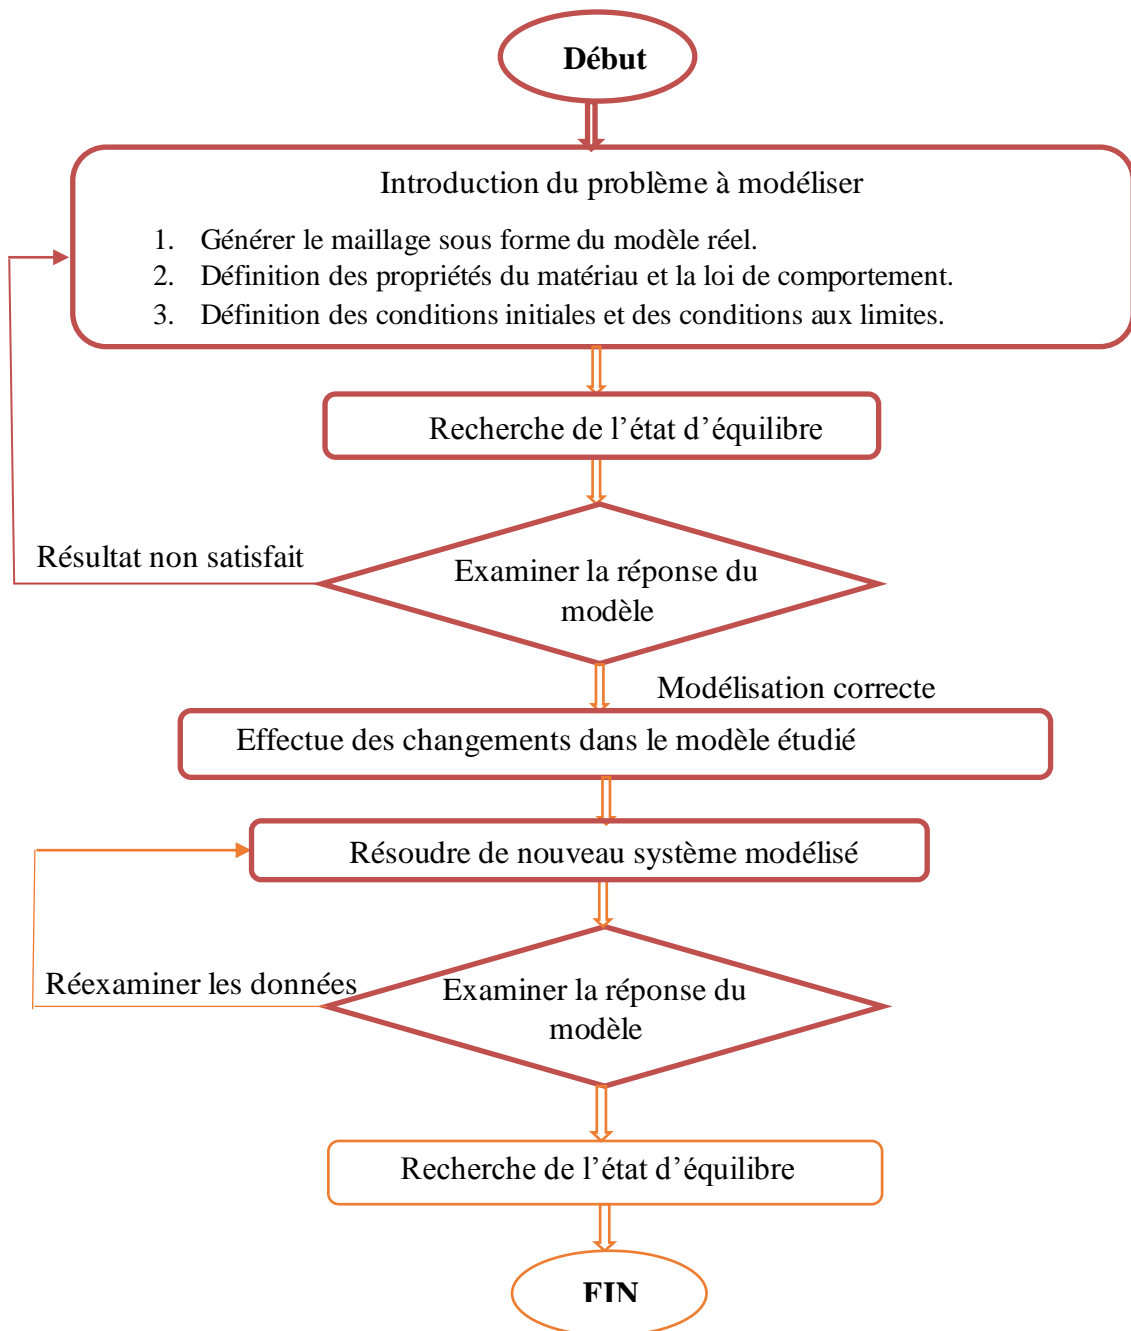 Début
Introduction du problème à modéliser
1. Générer le maillage sous forme du modèle réel.
2. Définition des propriétés du matériau et la loi de comportement.
3. Définition des conditions initiales et des conditions aux limites.
Recherche de l’état d’équilibre
Résultat non satisfait
Examiner la réponse du
modèle
Modélisation correcte
Effectue des changements dans le modèle étudié
Résoudre de nouveau système modélisé
Réexaminer les données
Examiner la réponse du
modèle
Recherche de l’état d’équilibre
FIN